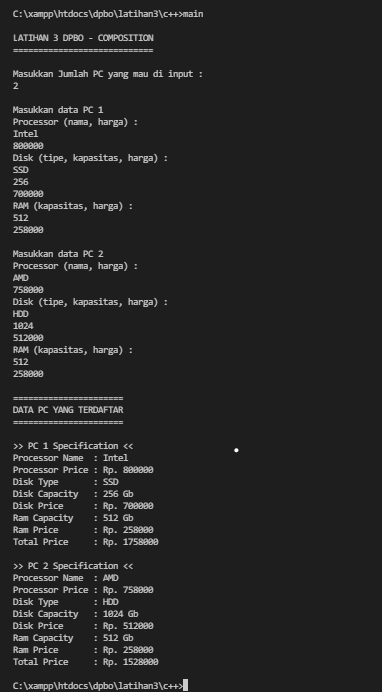 C:\xampp\htdocs\dpbo\latihan3\c++>main
LATIHAN 3 DPBO - COMPOSITION
============================
Masukkan Jumlah PC yang mau di input :
2
Masukkan data PC 1
Processor (nama, harga) :
Intel
800000
Disk (tipe, kapasitas, harga) :
SSD
256
700000
RAM (kapasitas, harga) :
512
258000
Masukkan data PC 2
Processor (nama, harga) :
AMD
758000
Disk (tipe, kapasitas, harga) :
HDD
1024
512000
RAM (kapasitas, harga) :
512
258000
======================
DATA PC YANG TERDAFTAR
======================
>> PC 1 Specification <<
Processor Name  : Intel
Processor Price : Rp. 800000
Disk Type       : SSD
Disk Capacity   : 256 Gb
Disk Price      : Rp. 700000
Ram Capacity    : 512 Gb
Ram Price       : Rp. 258000
Total Price     : Rp. 1758000
>> PC 2 Specification <<
Processor Name  : AMD
Processor Price : Rp. 758000
Disk Type       : HDD
Disk Capacity   : 1024 Gb
Disk Price      : Rp. 512000
Ram Capacity    : 512 Gb
Ram Price       : Rp. 258000
Total Price     : Rp. 1528000
C:\xampp\htdocs\dpbo\latihan3\c++>